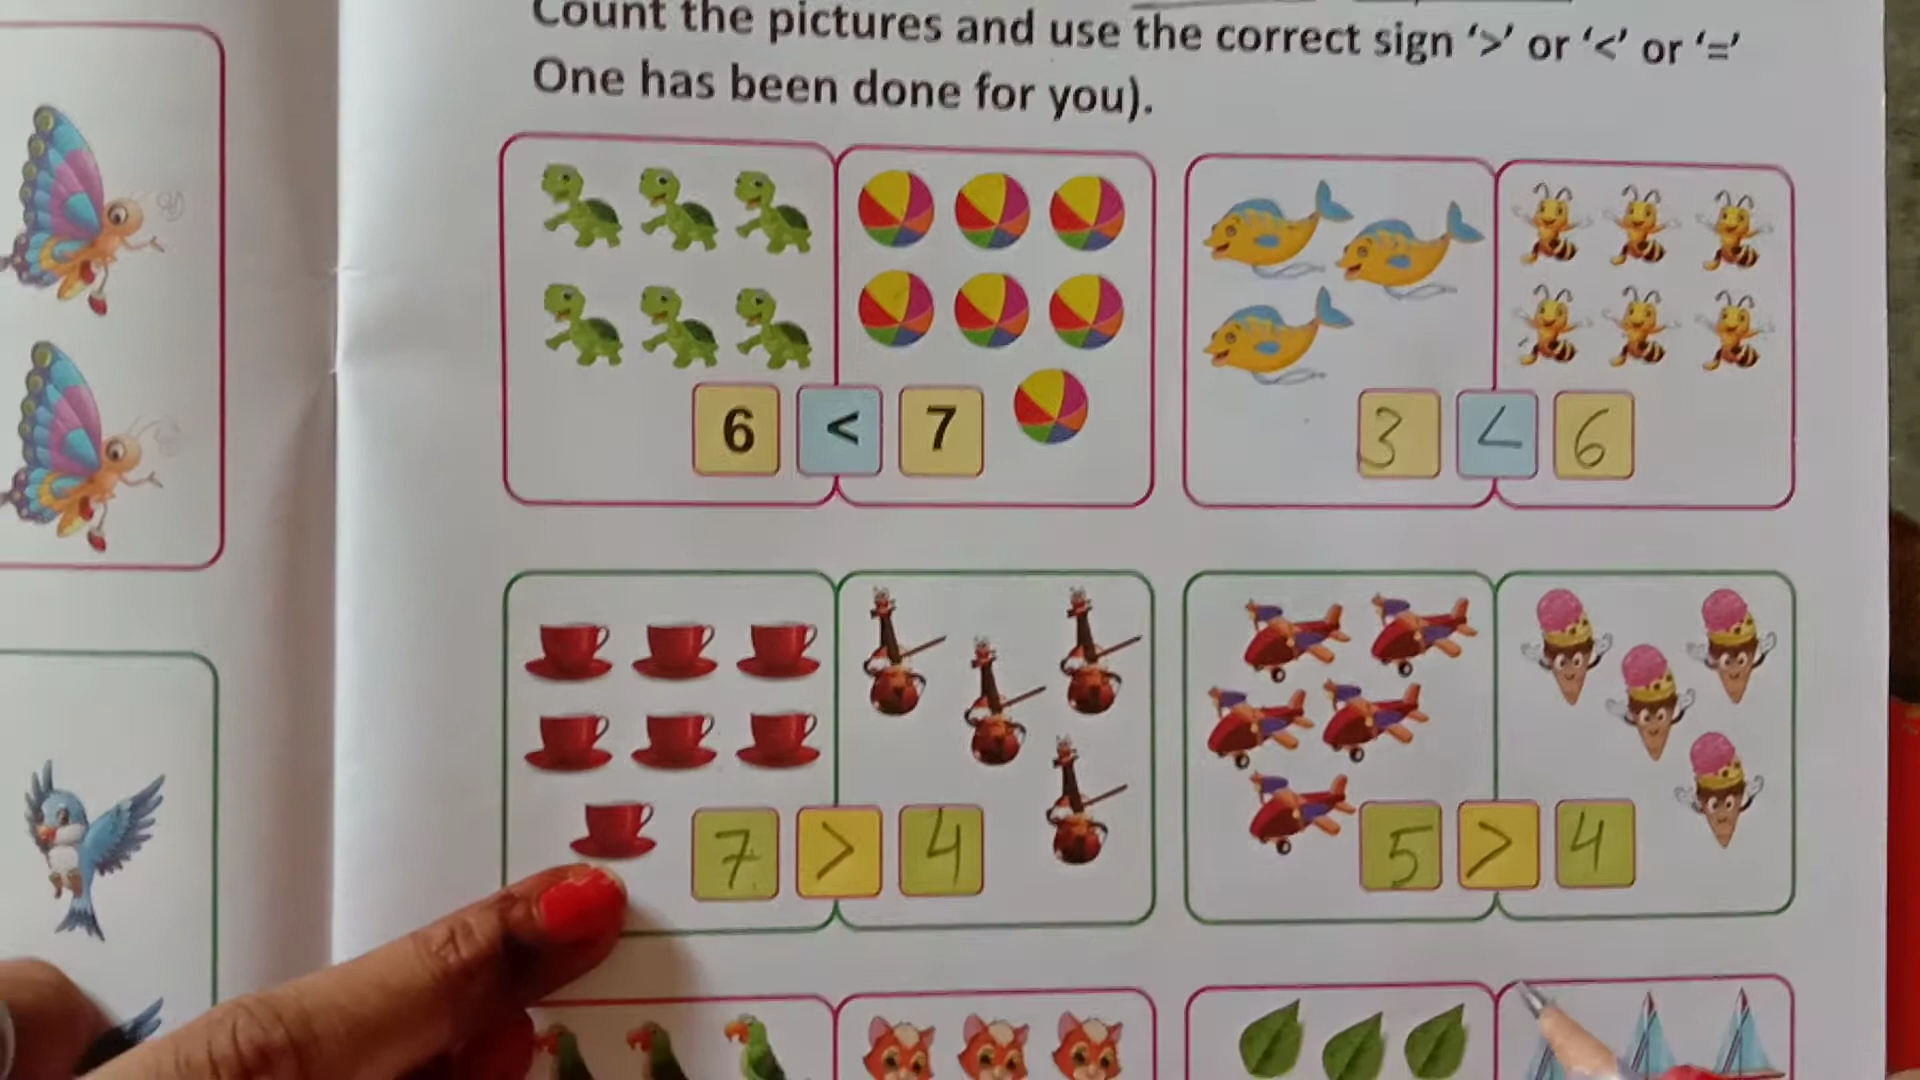 Count the pictures and use the correct sign ‘>’ or ‘<’ or ‘=’
One has been done for you).
6 < 7
3 < 6
7 > 4
5 > 4